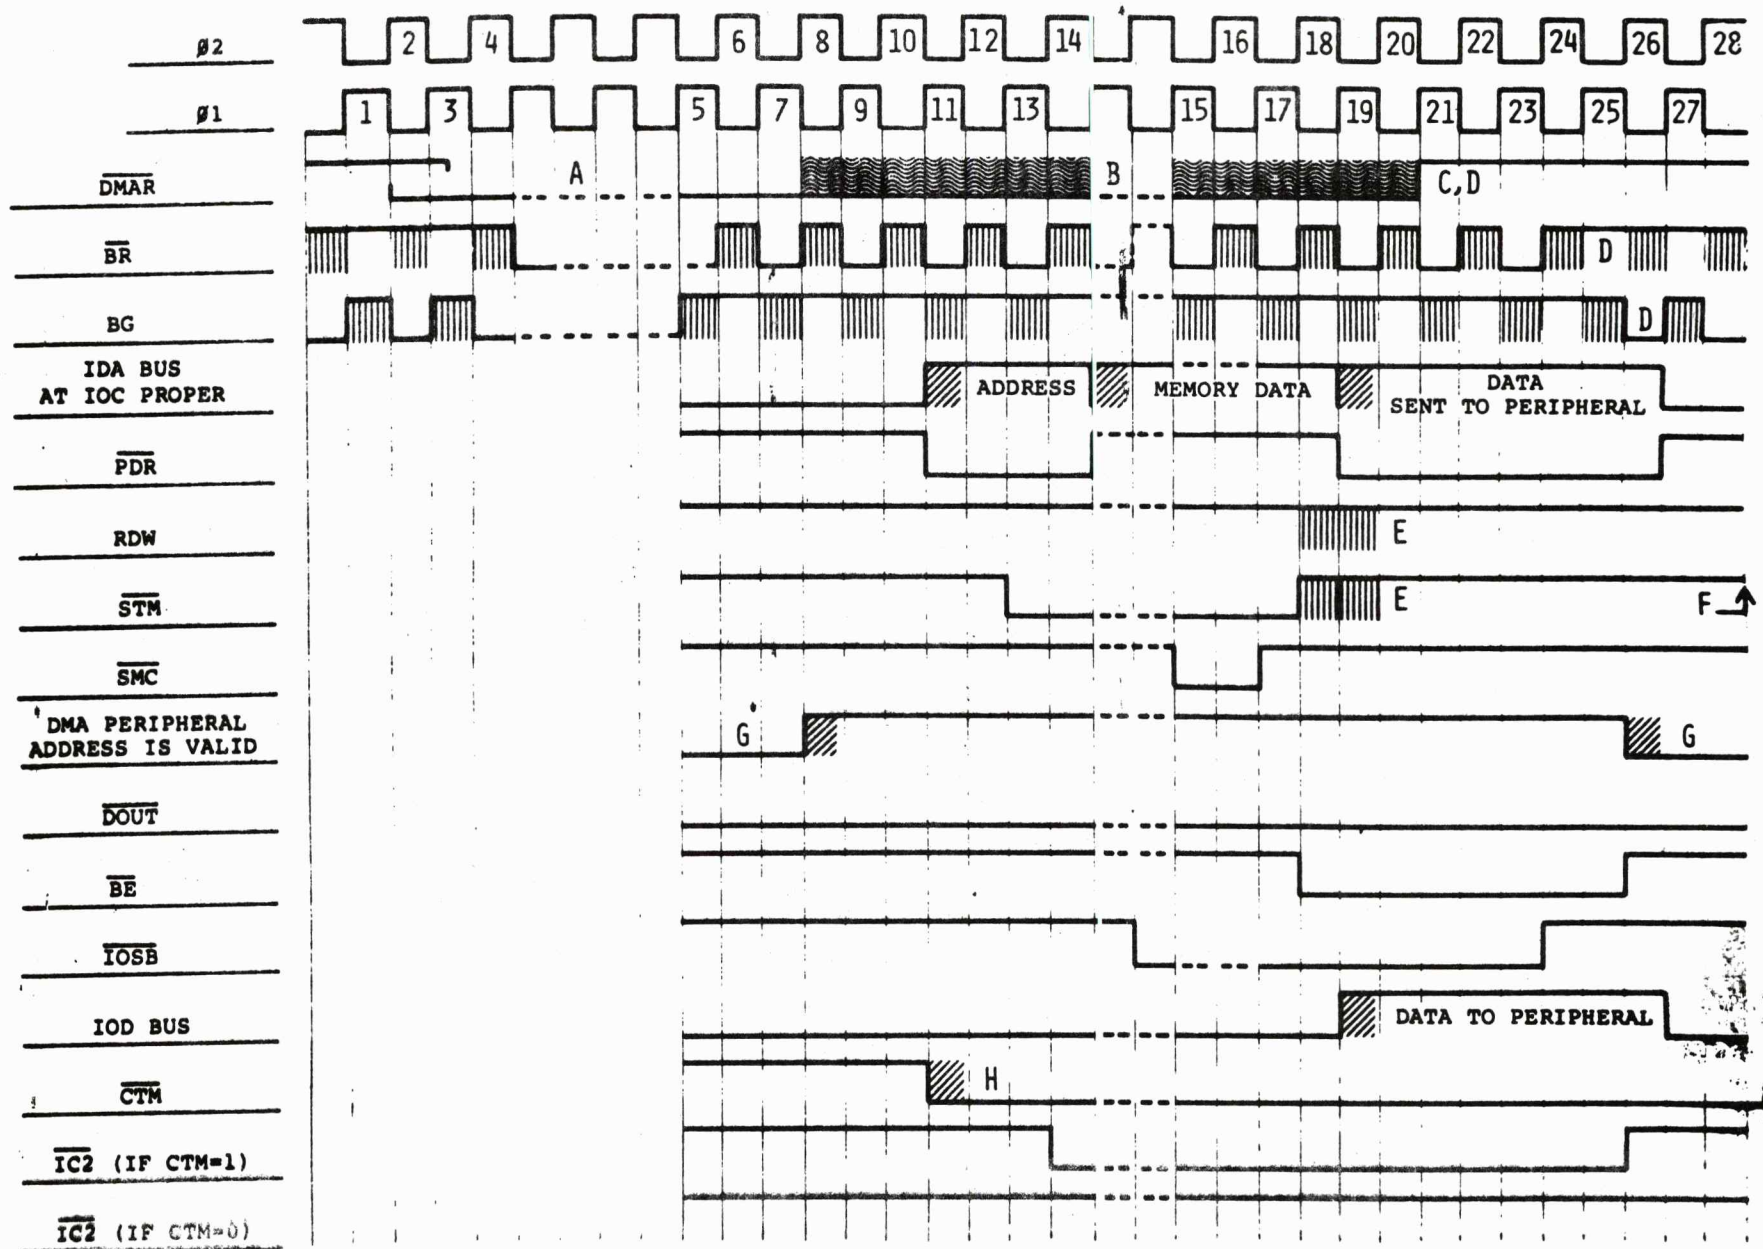 ø2 2 4 6 8 10 12 14 16 18 20 22 24 26 28
ø1 1 3 5 7 9 11 13 15 17 19 21 23 25 27
DMAR A B C,D
BR D
BG D
IDA BUS
AT IOC PROPER
ADDRESS MEMORY DATA
DATA
SENT TO PERIPHERAL
PDR
RDW E
STM E F
SMC
DMA PERIPHERAL
ADDRESS IS VALID
G G
DOUT
BE
IOSB
IOD BUS DATA TO PERIPHERAL
CTM H
IC2 (IF CTM=1)
IC2 (IF CTM=0)